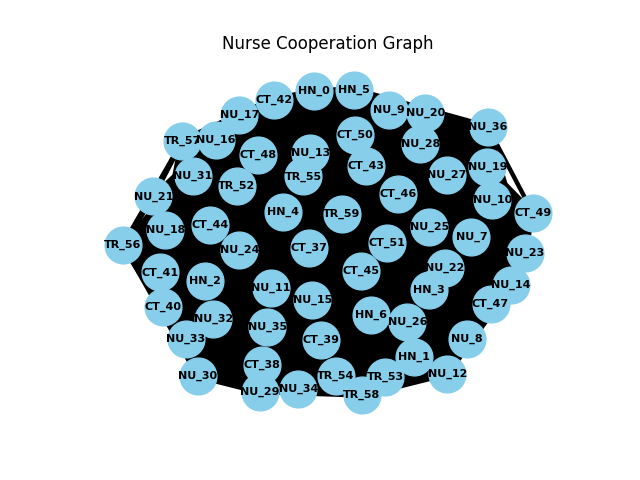 Nurse Cooperation Graph
HN_0
HN_5
CT_42
NU_9
NU_20
NU_17
NU_36
CT_50
TR_57
NU_16
NU_28
NU_13
CT_48
CT_43
NU_19
NU_31
TR_55
NU_27
TR_52
CT_46
NU_21
NU_10
HN_4
CT_49
TR_59
CT_44
NU_25
NU_18
NU_7
TR_56
CT_51
CT_37
NU_24
NU_23
NU_22
CT_45
CT_41
HN_2
NU_14
NU_11
HN_3
NU_15
CT_47
CT_40
HN_6
NU_32
NU_26
NU_35
NU_33
CT_39
NU_8
HN_1
CT_38
NU_30
TR_54
TR_53
NU_12
NU_34
NU_29
TR_58